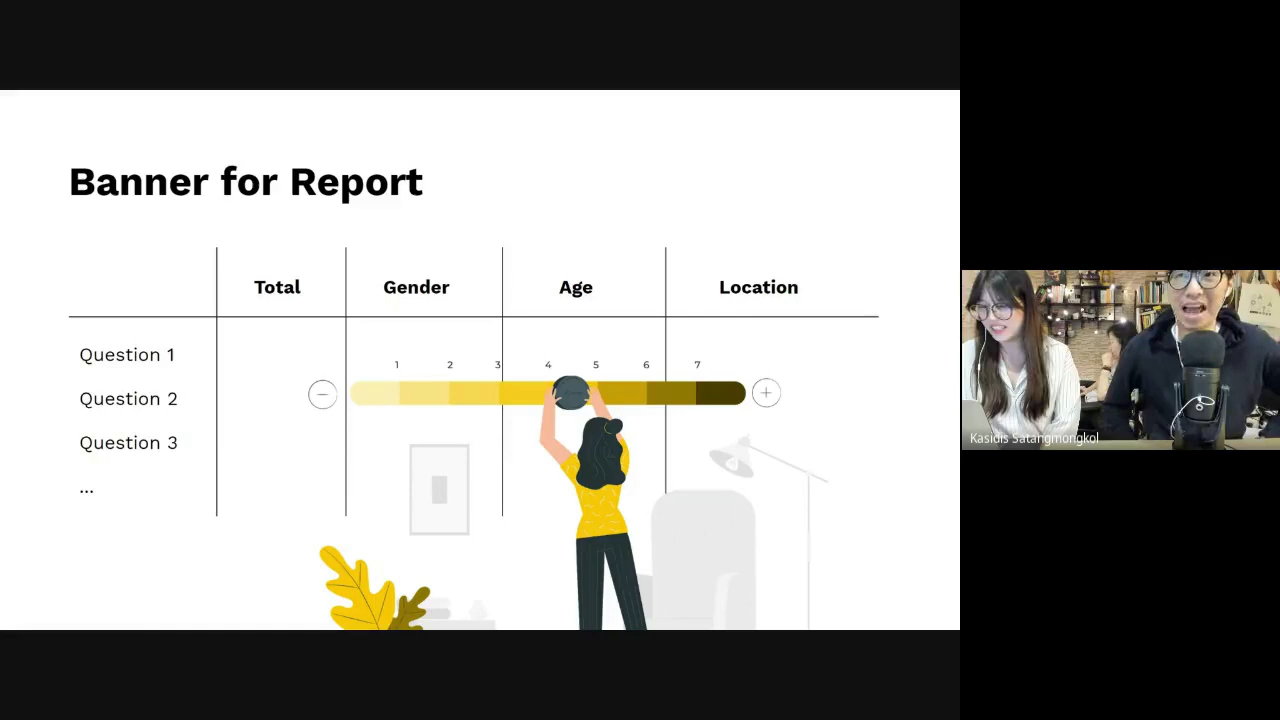 Banner for Report
Total Gender Age Location
Question 1
1 2 3 4 5 6 7
Question 2
Question 3
...
Kasidis Satangmongkol